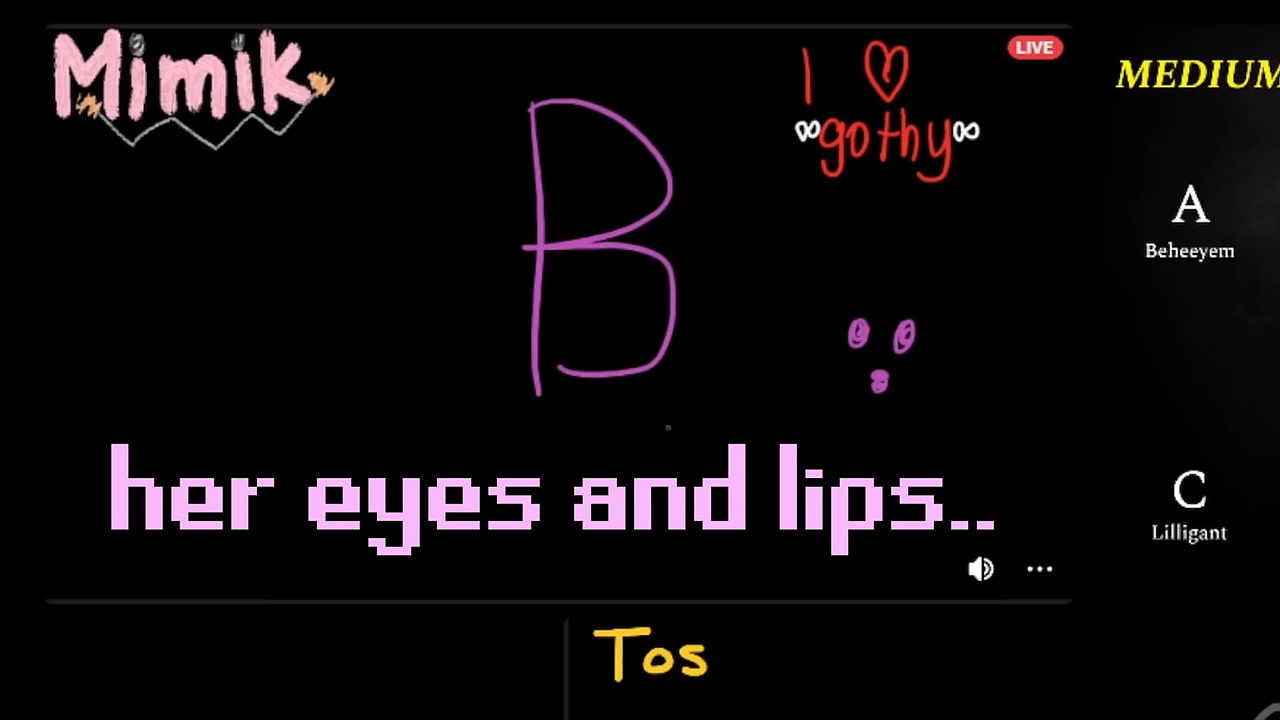 Mimik
I ♡
∞gothy∞
LIVE
B
her eyes and lips..
Tos
MEDIUM
A
Beheeyem
C
Lilligant